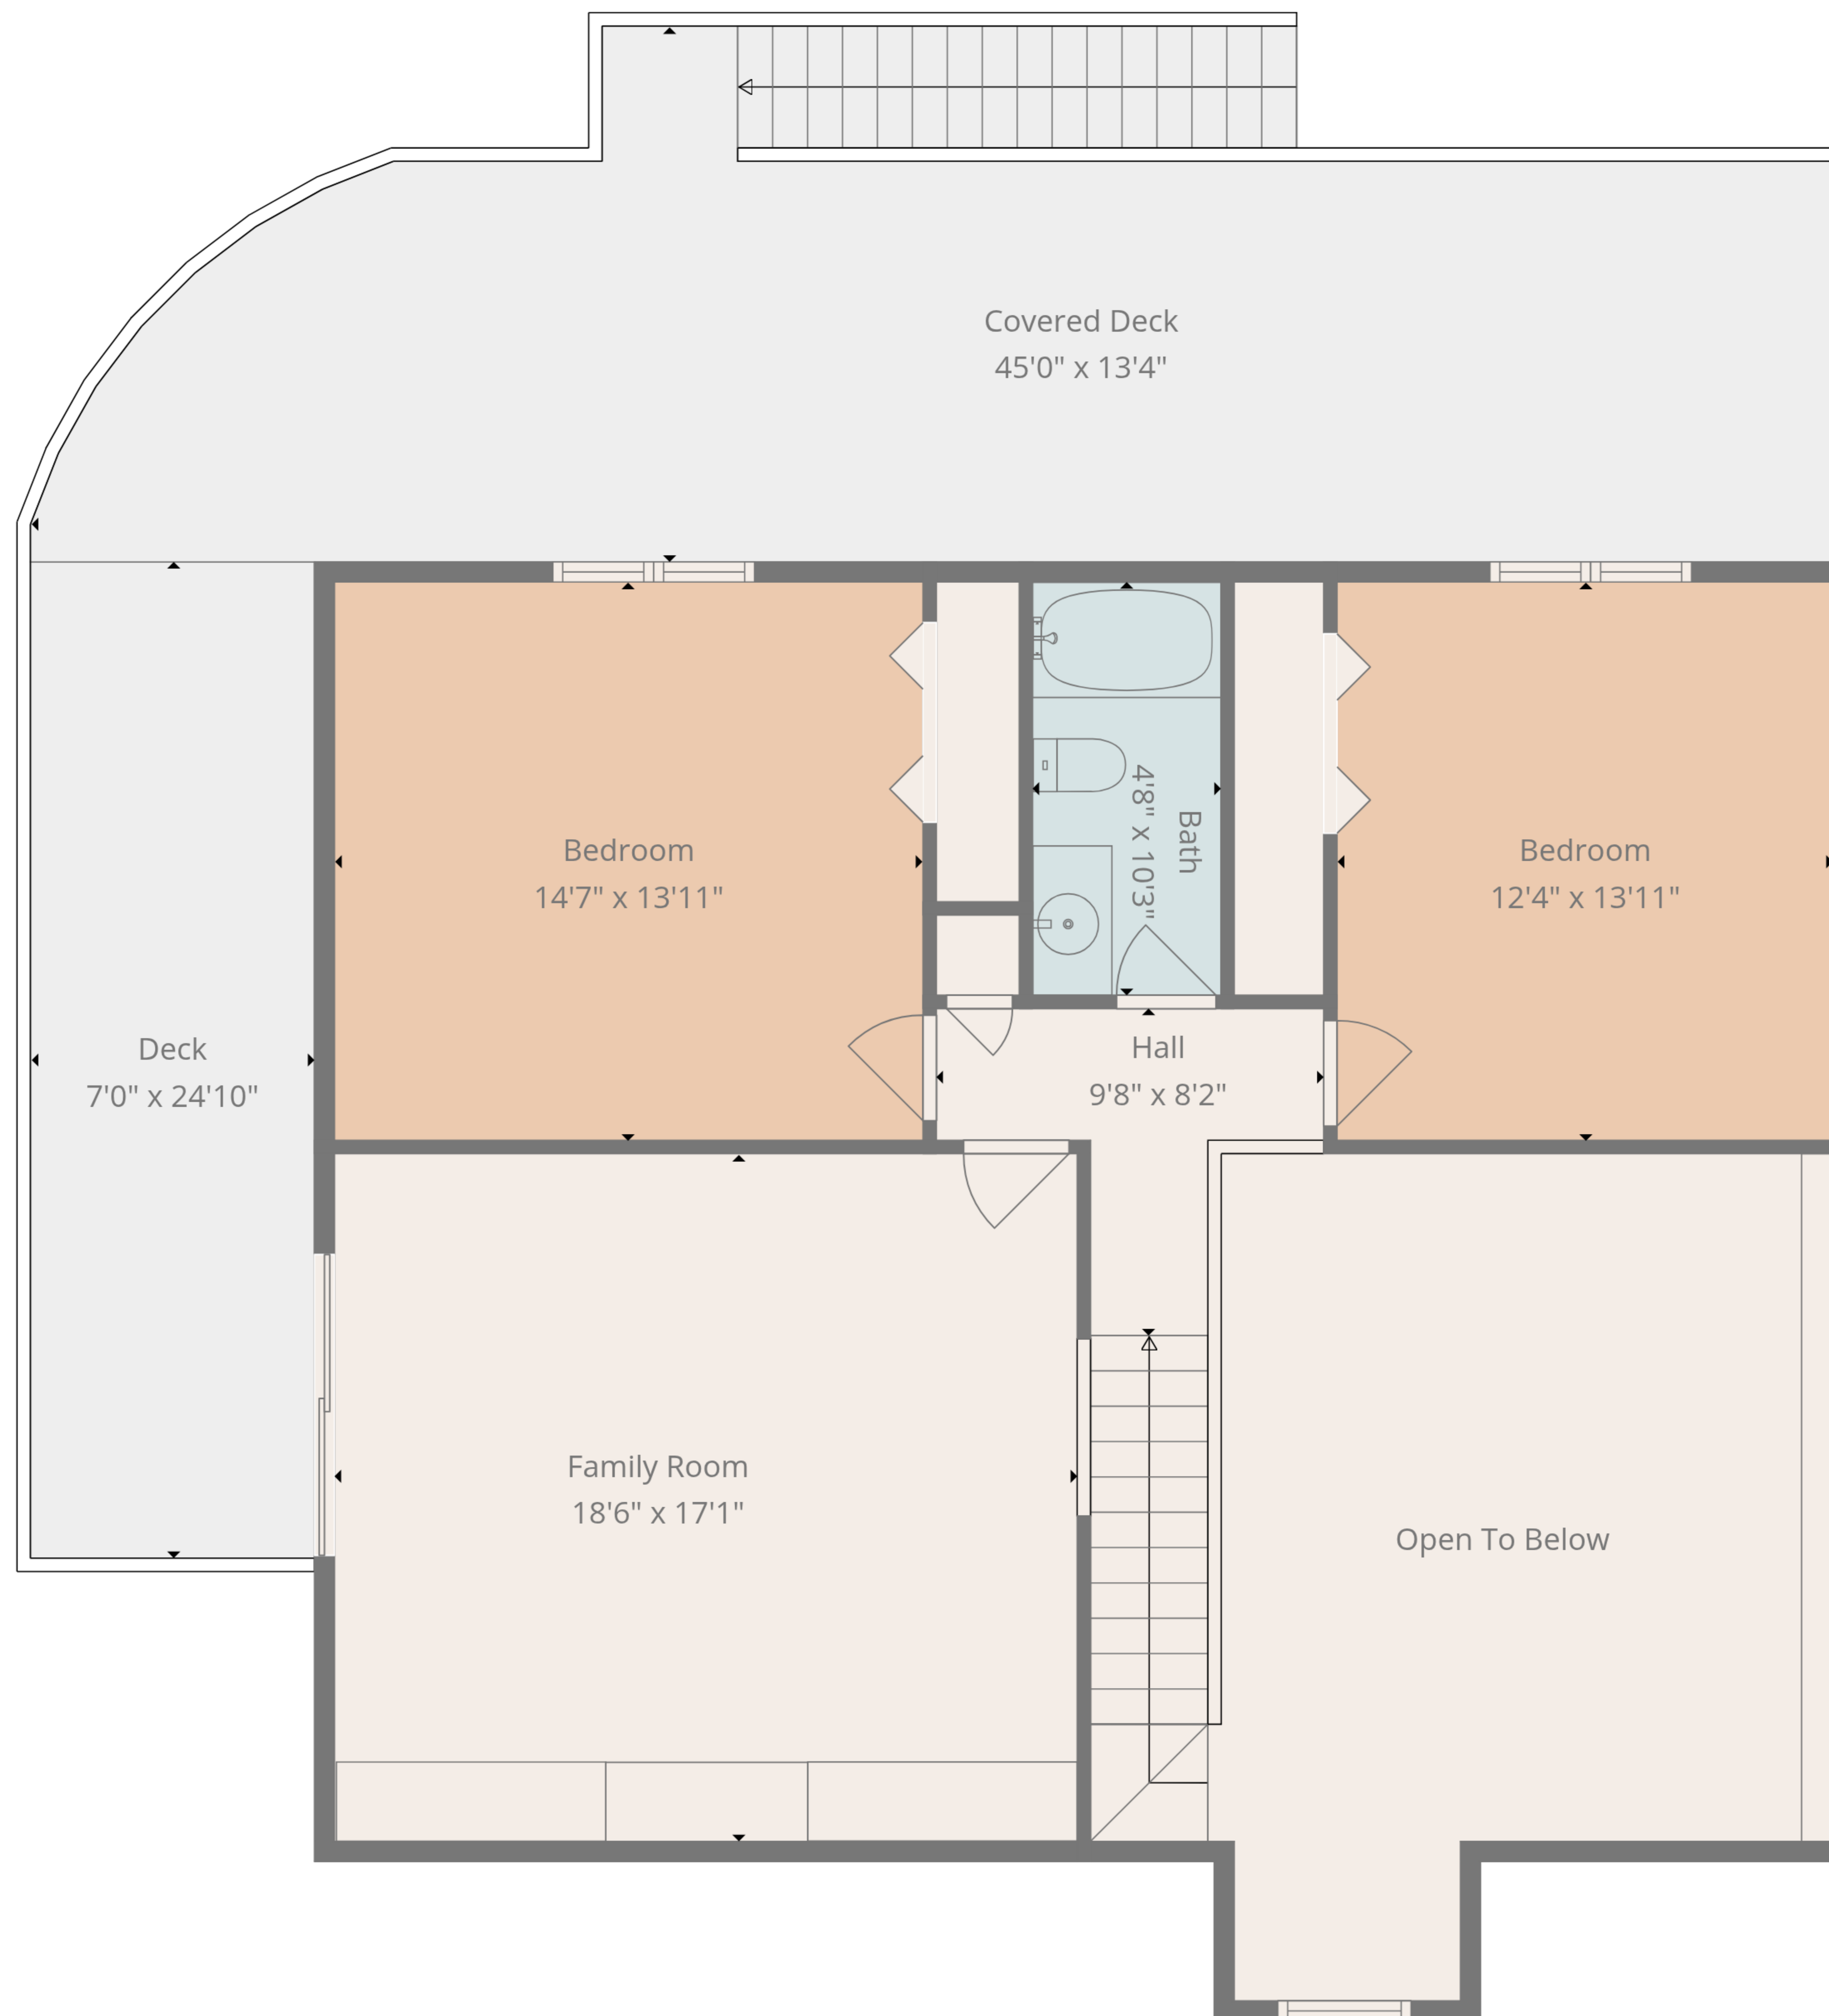 Covered Deck
45'0" x 13'4"
Bedroom
14'7" x 13'11"
Bath
4'8" x 10'3"
Bedroom
12'4" x 13'11"
Deck
7'0" x 24'10"
Hall
9'8" x 8'2"
Family Room
18'6" x 17'1"
Open To Below